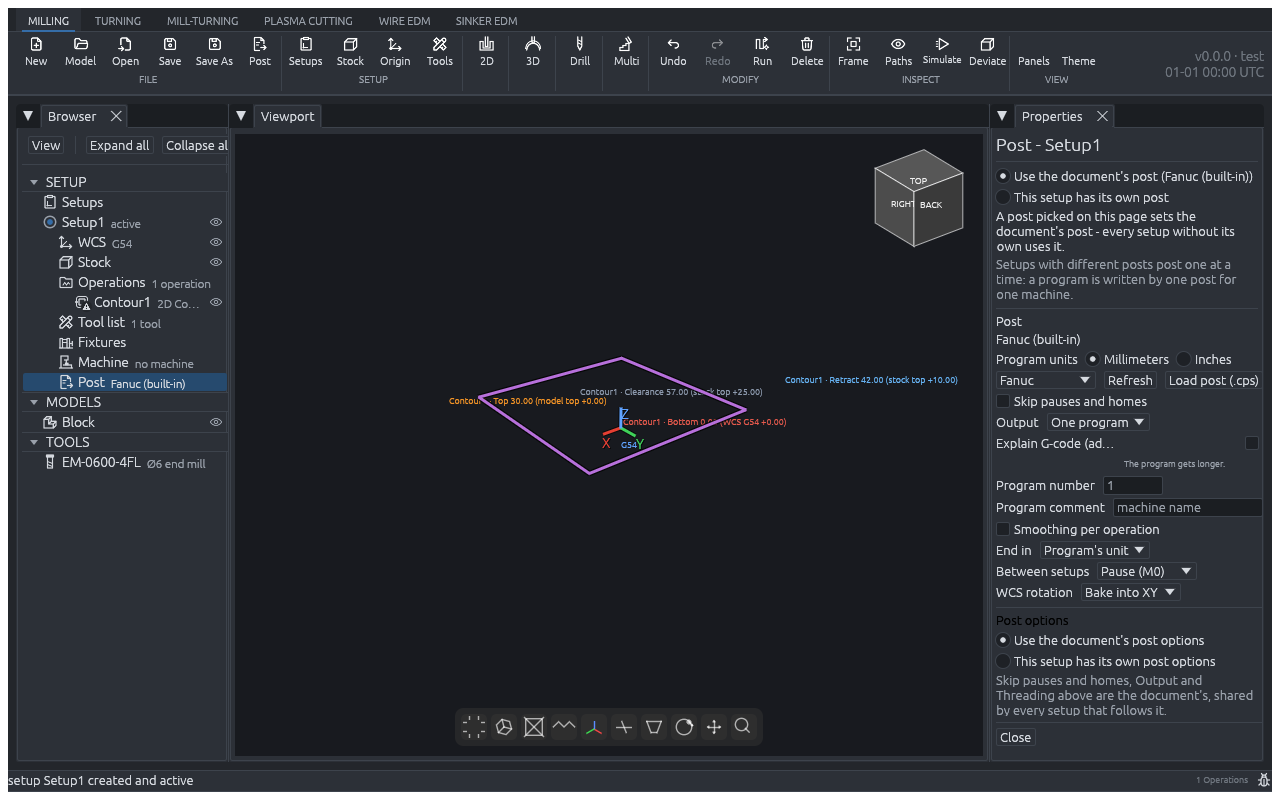 MILLING TURNING MILL-TURNING PLASMA CUTTING WIRE EDM SINKER EDM
New Model Open Save Save As Post Setups Stock Origin Tools 2D 3D Drill Multi Undo Redo Run Delete Frame Paths Simulate Deviate Panels Theme
FILE SETUP MODIFY INSPECT VIEW
v0.0.0 · test
01-01 00:00 UTC
Browser
View Expand all Collapse al
SETUP
Setups
Setup1 active
WCS G54
Stock
Operations 1 operation
Contour1 2D Co...
Tool list 1 tool
Fixtures
Machine no machine
Post Fanuc (built-in)
MODELS
Block
TOOLS
EM-0600-4FL Ø6 end mill
Viewport
TOP
RIGHT BACK
Contour1 · Retract 42.00 (stock top +10.00)
Contour1 · Clearance 57.00 (stock top +25.00)
Contour1 · Top 30.00 (model top +0.00)
Contour1 · Bottom 0.00 (WCS G54 +0.00)
Z
X G54 Y
Properties
Post - Setup1
Use the document's post (Fanuc (built-in))
This setup has its own post
A post picked on this page sets the
document's post - every setup without its
own uses it.
Setups with different posts post one at a
time: a program is written by one post for
one machine.
Post
Fanuc (built-in)
Program units Millimeters Inches
Fanuc Refresh Load post (.cps)
Skip pauses and homes
Output One program
Explain G-code (ad...
The program gets longer.
Program number 1
Program comment machine name
Smoothing per operation
End in Program's unit
Between setups Pause (M0)
WCS rotation Bake into XY
Post options
Use the document's post options
This setup has its own post options
Skip pauses and homes, Output and
Threading above are the document's, shared
by every setup that follows it.
Close
setup Setup1 created and active
1 Operations